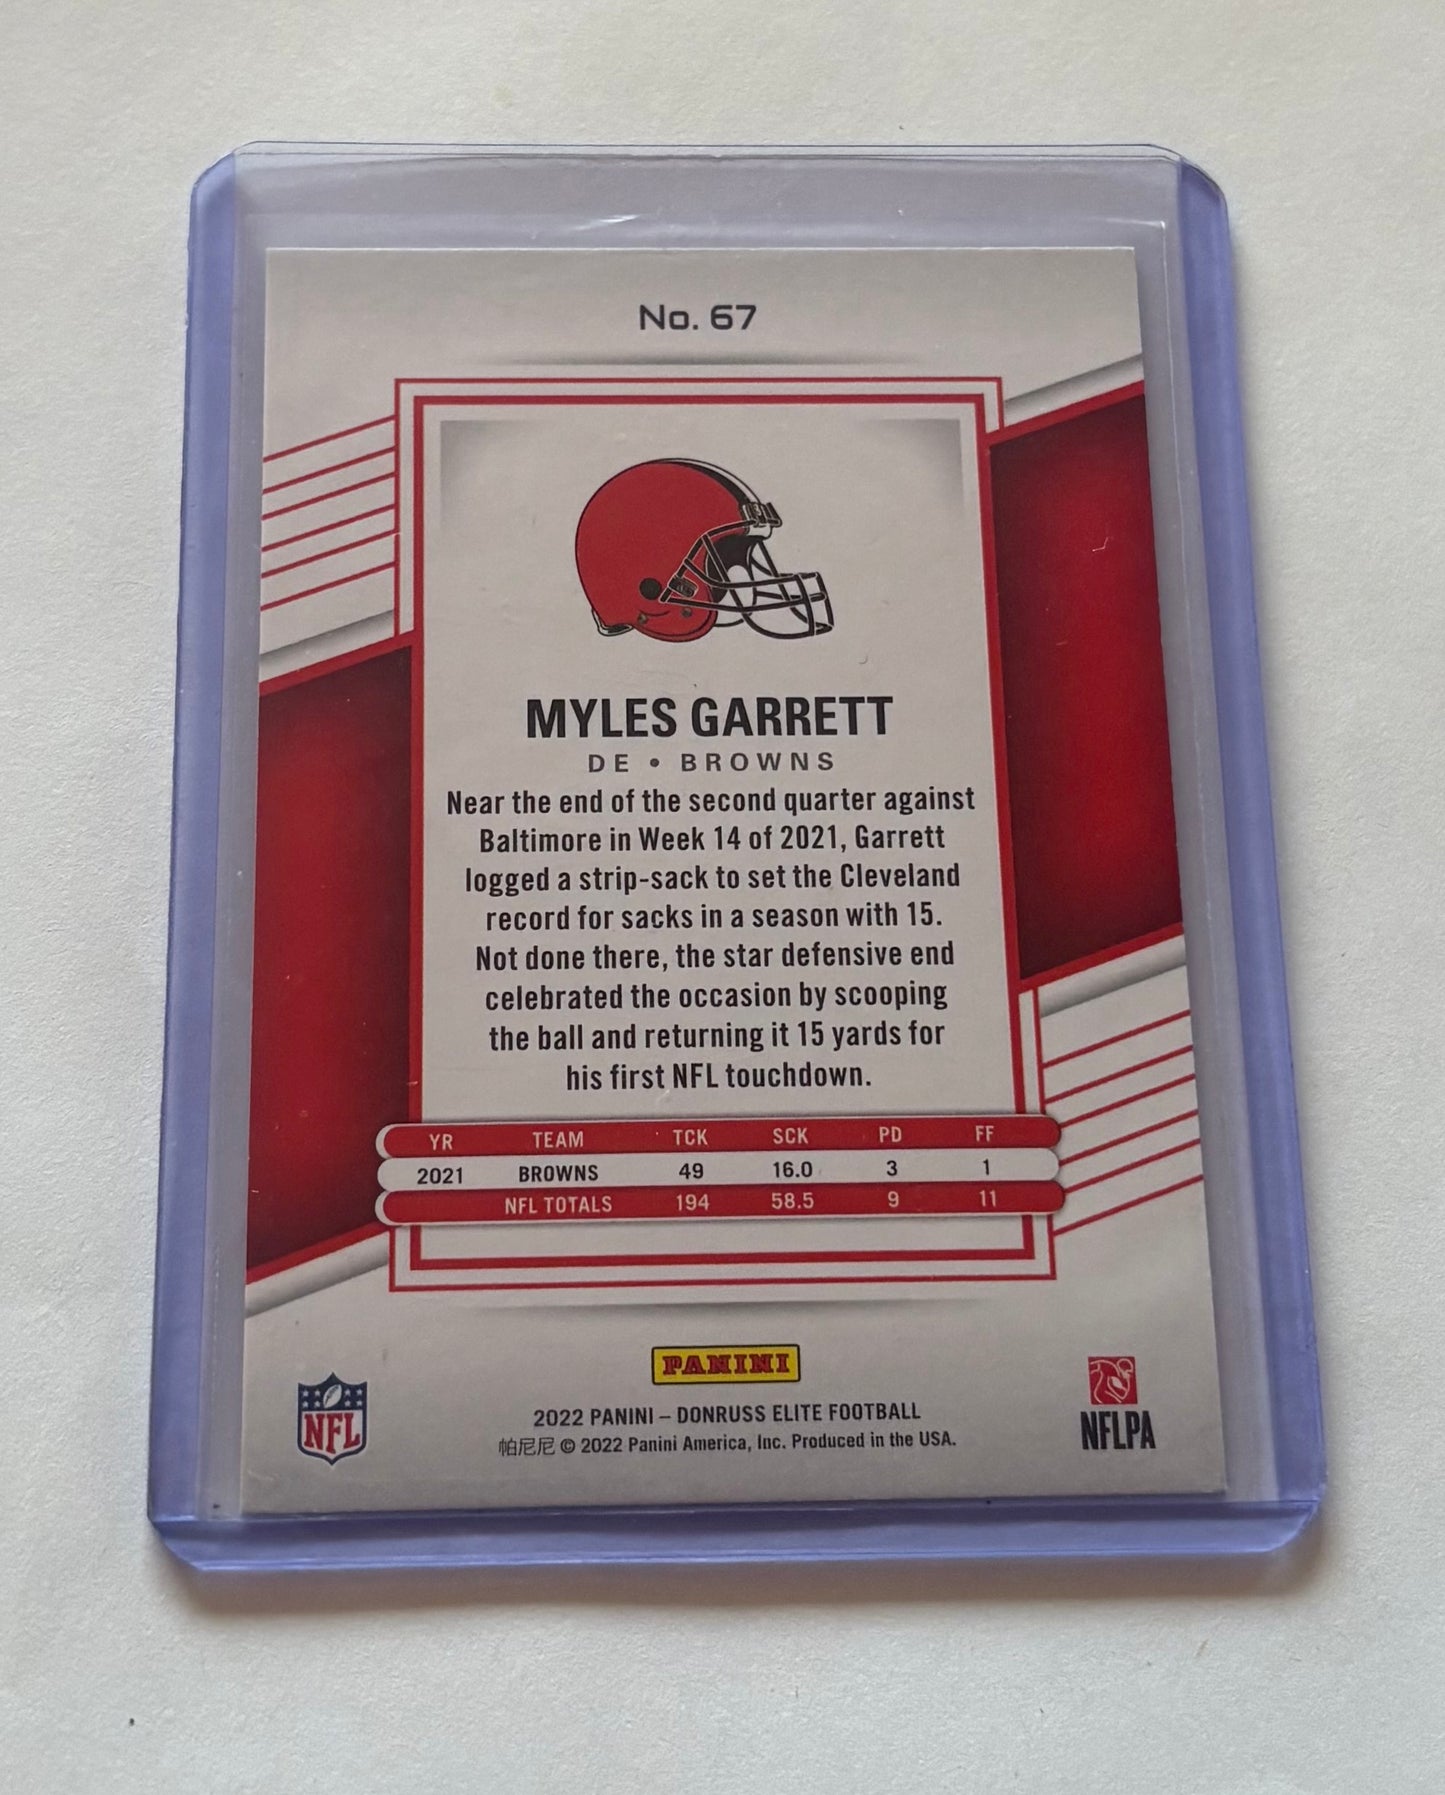 No. 67
MYLES GARRETT
DE • BROWNS
Near the end of the second quarter against
Baltimore in Week 14 of 2021, Garrett
logged a strip-sack to set the Cleveland
record for sacks in a season with 15.
Not done there, the star defensive end
celebrated the occasion by scooping
the ball and returning it 15 yards for
his first NFL touchdown.
YR TEAM TCK SCK PD FF
2021 BROWNS 49 16.0 3 1
NFL TOTALS 194 58.5 9 11
PANINI
NFL
2022 PANINI – DONRUSS ELITE FOOTBALL
帕尼尼 © 2022 Panini America, Inc. Produced in the USA.
NFLPA